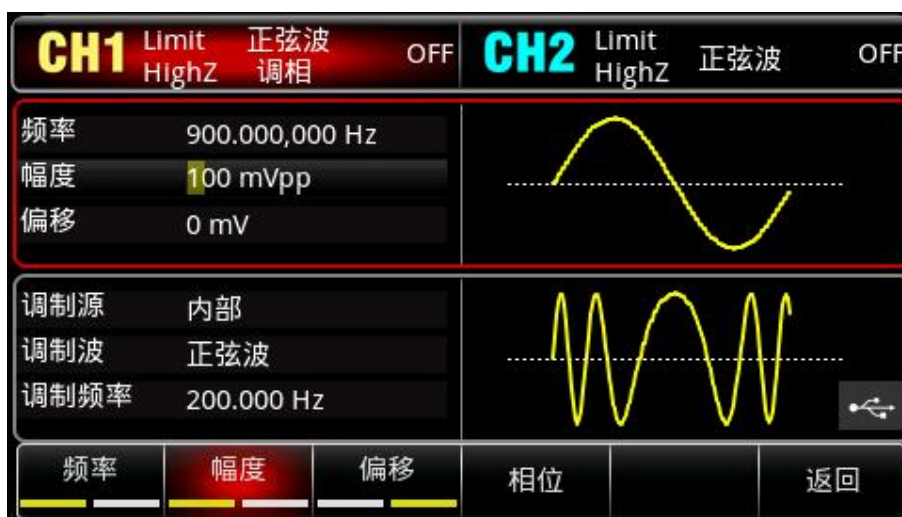 CH1 Limit 正弦波 OFF CH2 Limit 正弦波 OFF
HighZ 调相 HighZ
频率 900.000,000 Hz
幅度 100 mVpp
偏移 0 mV
调制源 内部
调制波 正弦波
调制频率 200.000 Hz
频率 幅度 偏移 相位 返回